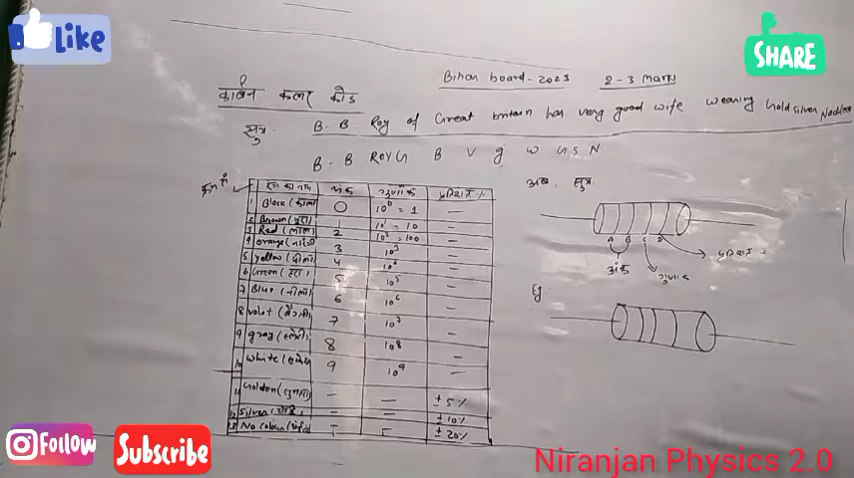 Like
SHARE
Bihar board-2023 2-3 marks
कार्बन कलर कोड
सूत्र B. B. Roy of Great britain has very good wife wearing Gold silver Necklace
B. B ROY G B V g W G S N
क्रम सं० रंग का नाम अंक गुणांक प्रतिशत %
1 Black (काला) 0 10⁰ = 1 —
2 Brown (भूरा) 1 10¹ = 10 —
3 Red (लाल) 2 10² = 100 —
4 orange (नारंगी 3 10³ —
5 Yellow (पीला 4 10⁴ —
6 Green (हरा) 5 10⁵ —
7 Blue (नीला) 6 10⁶ —
8 volet (बैंगनी) 7 10⁷ —
9 gray (सलेटी) 8 10⁸ —
10 white (सफेद 9 10⁹ —
11 Golden (सुनहरा) — — ± 5%
12 Silver (चाँदी — — ± 10%
13 No colour — — ± 20%
अब सूत्र
A B C D
अंक गुणांक प्रतिशत %
Follow
Subscribe
Niranjan Physics 2.0